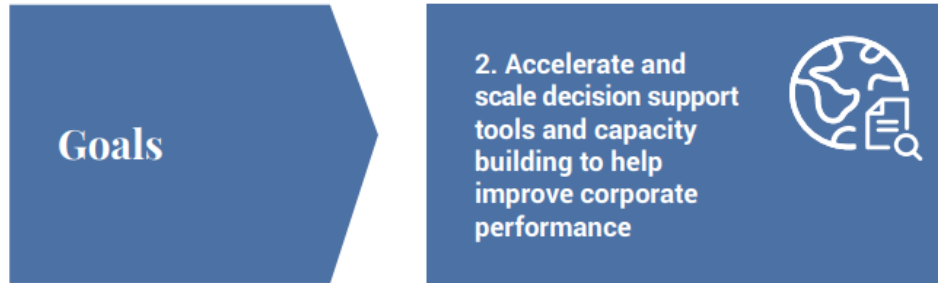 Goals
2. Accelerate and
scale decision support
tools and capacity
building to help
improve corporate
performance